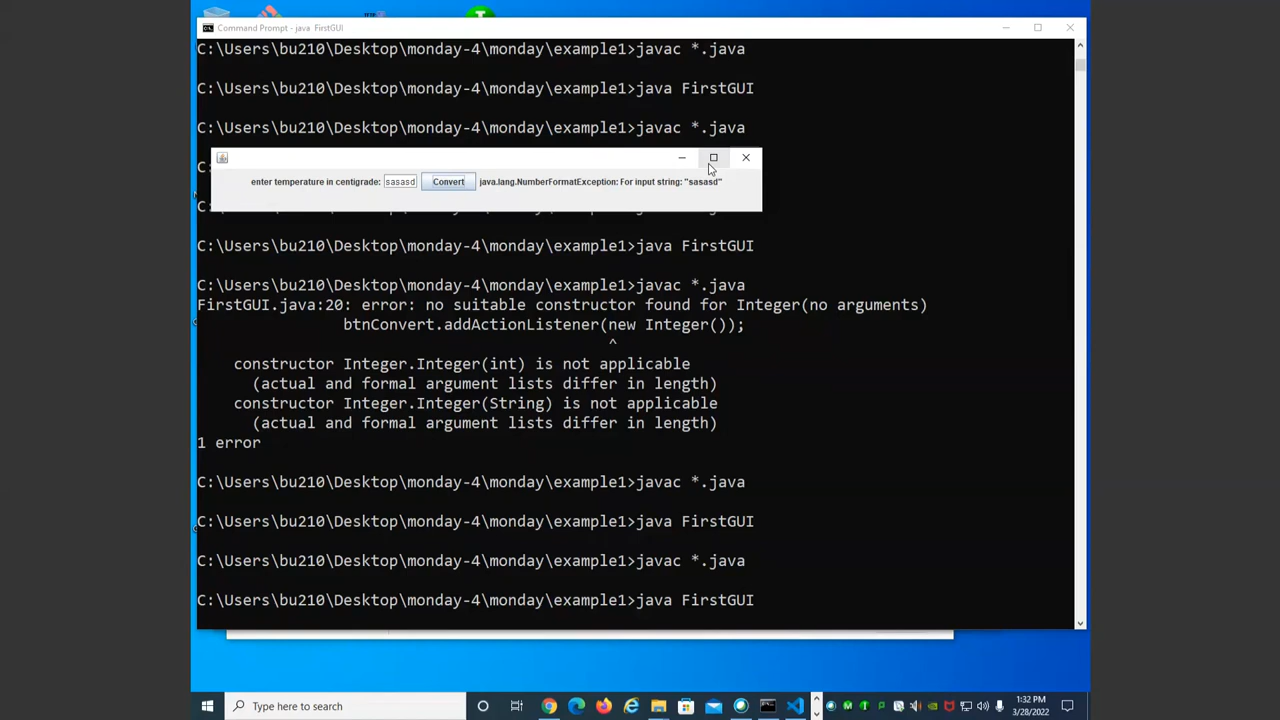 Command Prompt - java FirstGUI
C:\Users\bu210\Desktop\monday-4\monday\example1>javac *.java
C:\Users\bu210\Desktop\monday-4\monday\example1>java FirstGUI
C:\Users\bu210\Desktop\monday-4\monday\example1>javac *.java
enter temperature in centigrade: sasasd Convert java.lang.NumberFormatException: For input string: "sasasd"
C:\Users\bu210\Desktop\monday-4\monday\example1>java FirstGUI
C:\Users\bu210\Desktop\monday-4\monday\example1>javac *.java
FirstGUI.java:20: error: no suitable constructor found for Integer(no arguments)
btnConvert.addActionListener(new Integer());
^
constructor Integer.Integer(int) is not applicable
(actual and formal argument lists differ in length)
constructor Integer.Integer(String) is not applicable
(actual and formal argument lists differ in length)
1 error
C:\Users\bu210\Desktop\monday-4\monday\example1>javac *.java
C:\Users\bu210\Desktop\monday-4\monday\example1>java FirstGUI
C:\Users\bu210\Desktop\monday-4\monday\example1>javac *.java
C:\Users\bu210\Desktop\monday-4\monday\example1>java FirstGUI
Type here to search
1:32 PM
3/28/2022